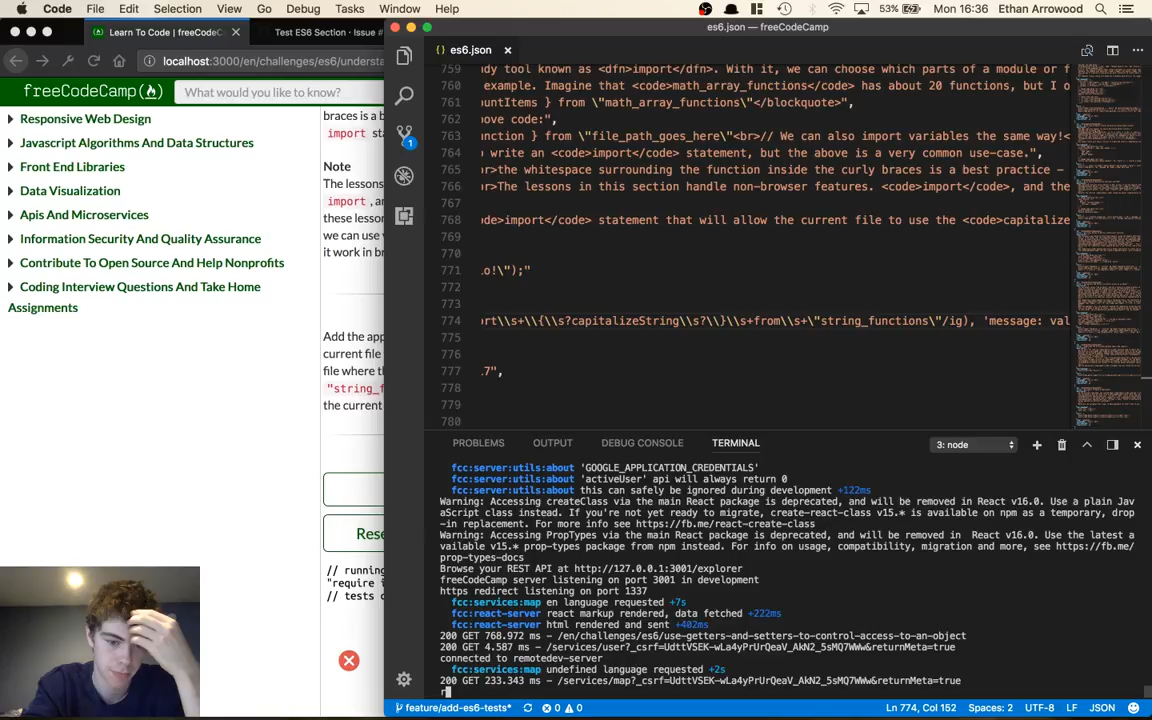 Code File Edit Selection View Go Debug Tasks Window Help 53% Mon 16:36 Ethan Arrowood
Learn To Code | freeCodeC
Test ES6 Section · Issue #
localhost:3000/en/challenges/es6/understa
freeCodeCamp
What would you like to know?
Responsive Web Design
Javascript Algorithms And Data Structures
Front End Libraries
Data Visualization
Apis And Microservices
Information Security And Quality Assurance
Contribute To Open Source And Help Nonprofits
Coding Interview Questions And Take Home
Assignments
braces is a b
import sta
Note
The lessons
import , an
these lesso
we can use
it work in br
Add the app
current file
file where th
"string_f
the current
Rese
// running
"require i
// tests c
es6.json — freeCodeCamp
{} es6.json
759 dy tool known as <dfn>import</dfn>. With it, we can choose which parts of a module or f
760 example. Imagine that <code>math_array_functions</code> has about 20 functions, but I o
761 ountItems } from \"math_array_functions\"</blockquote>",
762 ove code:",
763 nction } from \"file_path_goes_here\"<br>// We can also import variables the same way!<
764 write an <code>import</code> statement, but the above is a very common use-case.",
765 r>the whitespace surrounding the function inside the curly braces is a best practice –
766 r>The lessons in this section handle non-browser features. <code>import</code>, and the
767
768 de>import</code> statement that will allow the current file to use the <code>capitalize
769
770
771 o!\");"
772
773
774 ort\\s+\\{\\s?capitalizeString\\s?\\}\\s+from\\s+\"string_functions\"/ig), 'message: val
775
776
777 7",
778
779
780
PROBLEMS OUTPUT DEBUG CONSOLE TERMINAL 3: node
fcc:server:utils:about 'GOOGLE_APPLICATION_CREDENTIALS'
fcc:server:utils:about 'activeUser' api will always return 0
fcc:server:utils:about this can safely be ignored during development +122ms
Warning: Accessing createClass via the main React package is deprecated, and will be removed in React v16.0. Use a plain Jav
aScript class instead. If you're not yet ready to migrate, create-react-class v15.* is available on npm as a temporary, drop
-in replacement. For more info see https://fb.me/react-create-class
Warning: Accessing PropTypes via the main React package is deprecated, and will be removed in  React v16.0. Use the latest a
vailable v15.* prop-types package from npm instead. For info on usage, compatibility, migration and more, see https://fb.me/
prop-types-docs
Browse your REST API at http://127.0.0.1:3001/explorer
freeCodeCamp server listening on port 3001 in development
https redirect listening on port 1337
fcc:services:map en language requested +7s
fcc:react-server react markup rendered, data fetched +222ms
fcc:react-server html rendered and sent +402ms
200 GET 768.972 ms - /en/challenges/es6/use-getters-and-setters-to-control-access-to-an-object
200 GET 4.587 ms - /services/user?_csrf=UdttVSEK-wLa4yPrUrQeaV_AkN2_5sMQ7WWw&returnMeta=true
connected to remotedev-server
fcc:services:map undefined language requested +2s
200 GET 233.343 ms - /services/map?_csrf=UdttVSEK-wLa4yPrUrQeaV_AkN2_5sMQ7WWw&returnMeta=true
r
feature/add-es6-tests* 0 0 Ln 774, Col 152 Spaces: 2 UTF-8 LF JSON